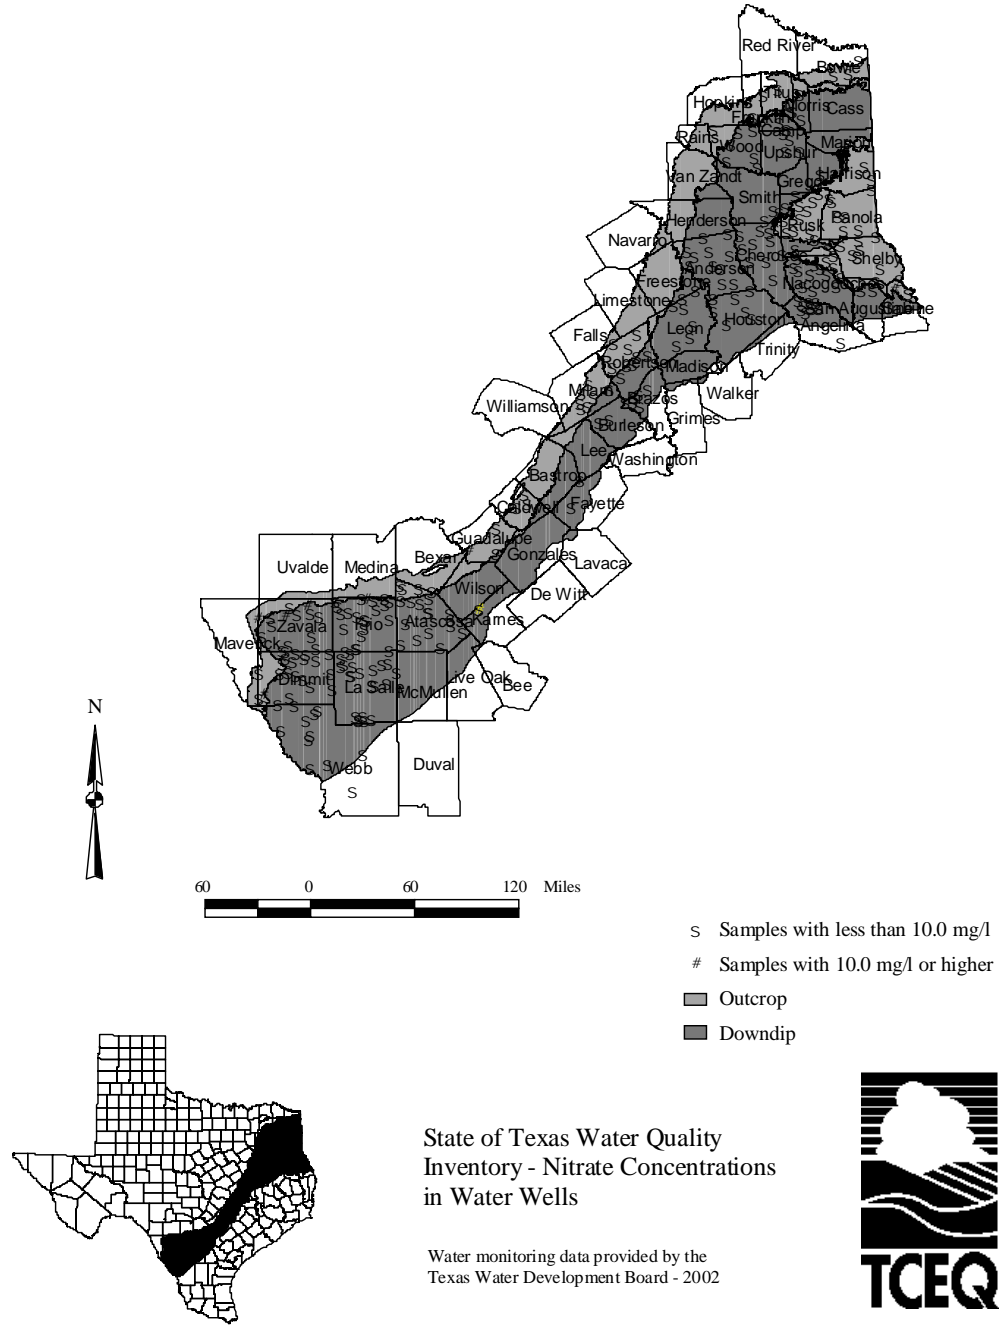 Red River
Bowie
Titus
Hopkins
Morris
Cass
Franklin
Camp
Rains
Wood
Marion
Upshur
Van Zandt
Gregg
Harrison
Smith
Henderson
Rusk
Panola
Navarro
Cherokee
Shelby
Anderson
Freestone
Nacogdoches
Limestone
San Augustine
Sabine
Houston
Angelina
Leon
Falls
Trinity
Robertson
Madison
Milam
Walker
Brazos
Williamson
Grimes
Burleson
Lee
Washington
Bastrop
Fayette
Caldwell
Guadalupe
Gonzales
Bexar
Lavaca
Uvalde
Medina
Wilson
De Witt
Karnes
Atascosa
Frio
Zavala
Maverick
Live Oak
Bee
Dimmit
La Salle
McMullen
Webb
Duval
N
60 0 60 120 Miles
S Samples with less than 10.0 mg/l
# Samples with 10.0 mg/l or higher
Outcrop
Downdip
State of Texas Water Quality
Inventory - Nitrate Concentrations
in Water Wells
Water monitoring data provided by the
Texas Water Development Board - 2002
TCEQ